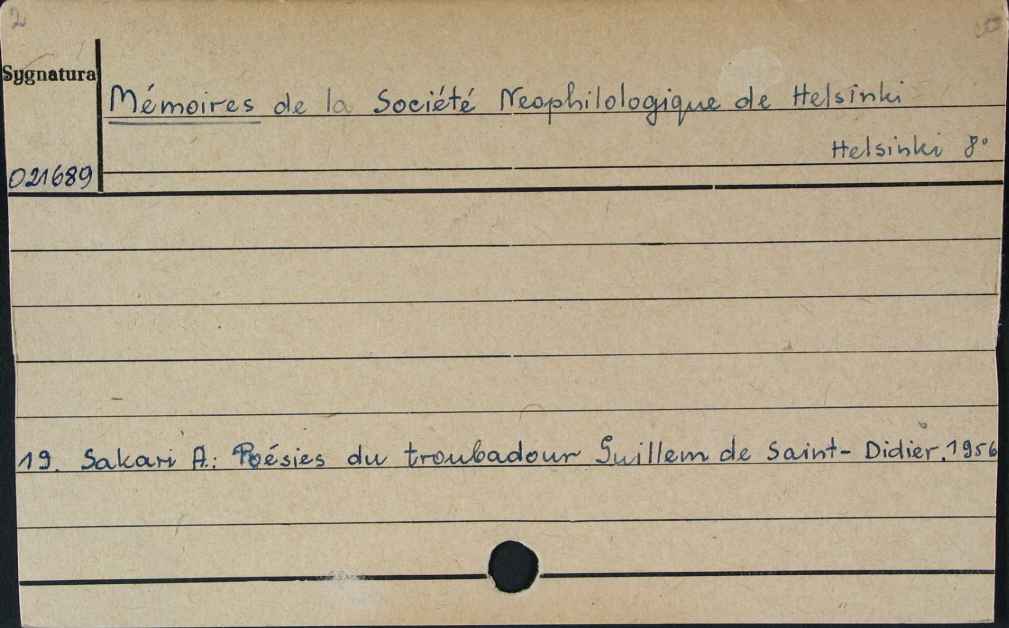 2
Sygnatura
Mémoires de la Société Neophilologique de Helsinki
Helsinki 8°
021689
19. Sakari A.: Poésies du troubadour Guillem de Saint-Didier. 1956